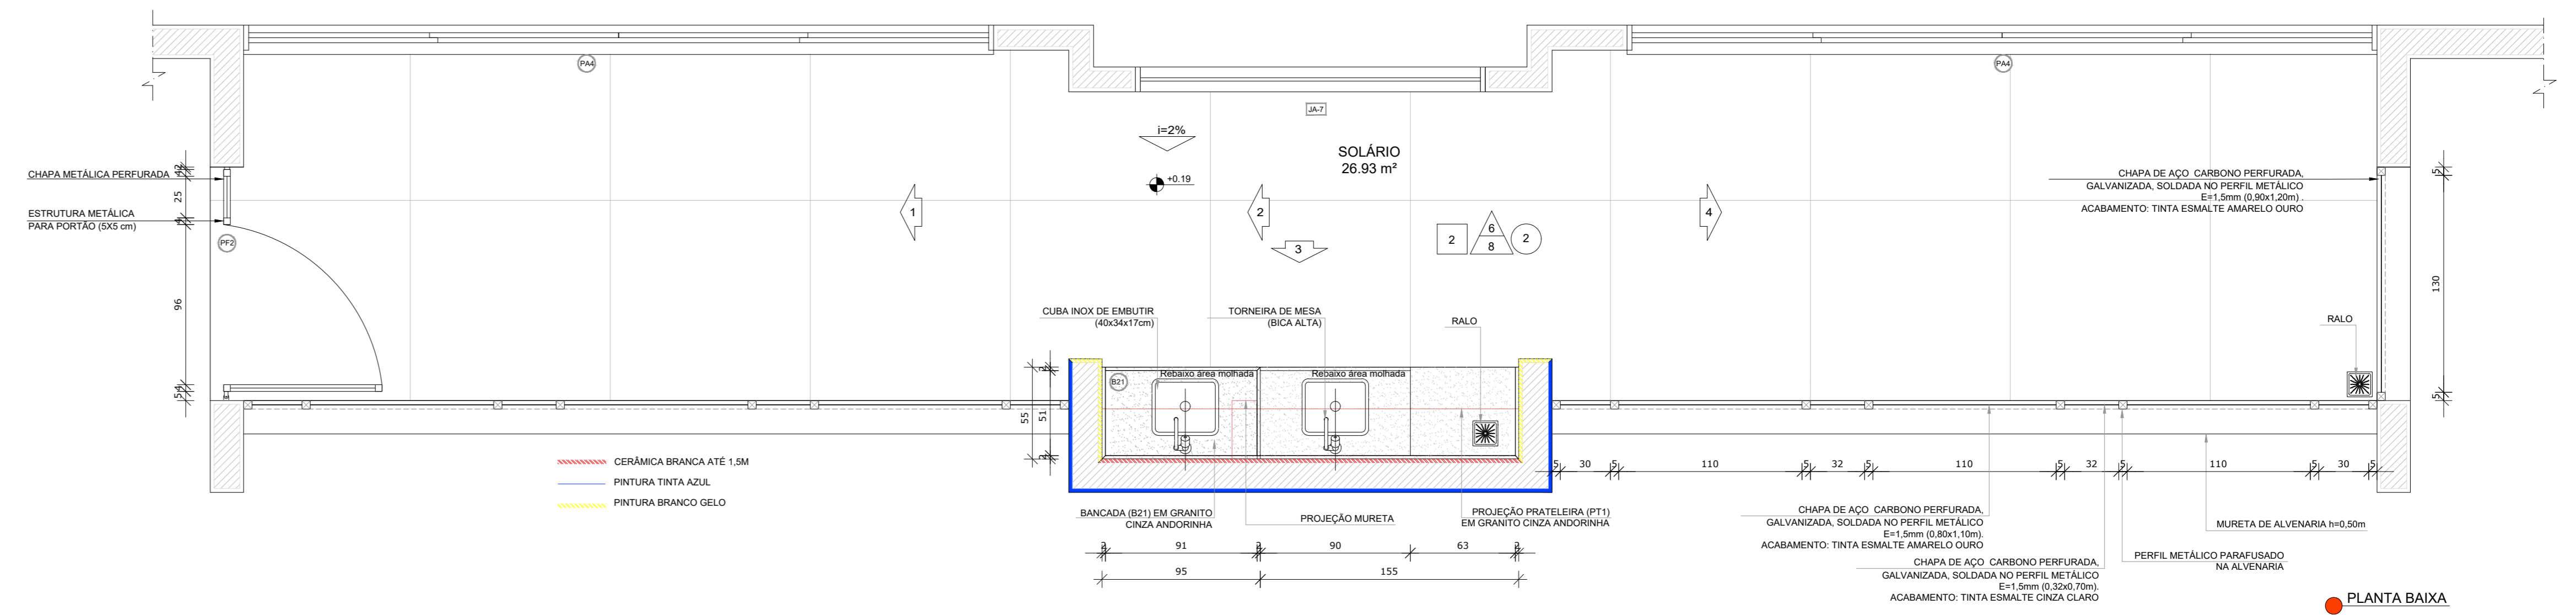 PA4
PA4
JA-7
i=2%
SOLÁRIO
26.93 m²
+0.19
CHAPA METÁLICA PERFURADA
ESTRUTURA METÁLICA
PARA PORTÃO (5X5 cm)
PF2
25
96
1
2
3
4
2
6
8
2
CHAPA DE AÇO CARBONO PERFURADA,
GALVANIZADA, SOLDADA NO PERFIL METÁLICO
E=1,5mm (0,90x1,20m) .
ACABAMENTO: TINTA ESMALTE AMARELO OURO
5
130
5
CUBA INOX DE EMBUTIR
(40x34x17cm)
TORNEIRA DE MESA
(BICA ALTA)
RALO
RALO
B21
Rebaixo área molhada
Rebaixo área molhada
55
51
CERÂMICA BRANCA ATÉ 1,5M
PINTURA TINTA AZUL
PINTURA BRANCO GELO
5 30 5 110 5 32 5 110 5 32 5 110 5 30 5
BANCADA (B21) EM GRANITO
CINZA ANDORINHA
PROJEÇÃO MURETA
PROJEÇÃO PRATELEIRA (PT1)
EM GRANITO CINZA ANDORINHA
2 91 2 90 63 2
95 155
CHAPA DE AÇO CARBONO PERFURADA,
GALVANIZADA, SOLDADA NO PERFIL METÁLICO
E=1,5mm (0,80x1,10m).
ACABAMENTO: TINTA ESMALTE AMARELO OURO
CHAPA DE AÇO CARBONO PERFURADA,
GALVANIZADA, SOLDADA NO PERFIL METÁLICO
E=1,5mm (0,32x0,70m).
ACABAMENTO: TINTA ESMALTE CINZA CLARO
MURETA DE ALVENARIA h=0,50m
PERFIL METÁLICO PARAFUSADO
NA ALVENARIA
PLANTA BAIXA